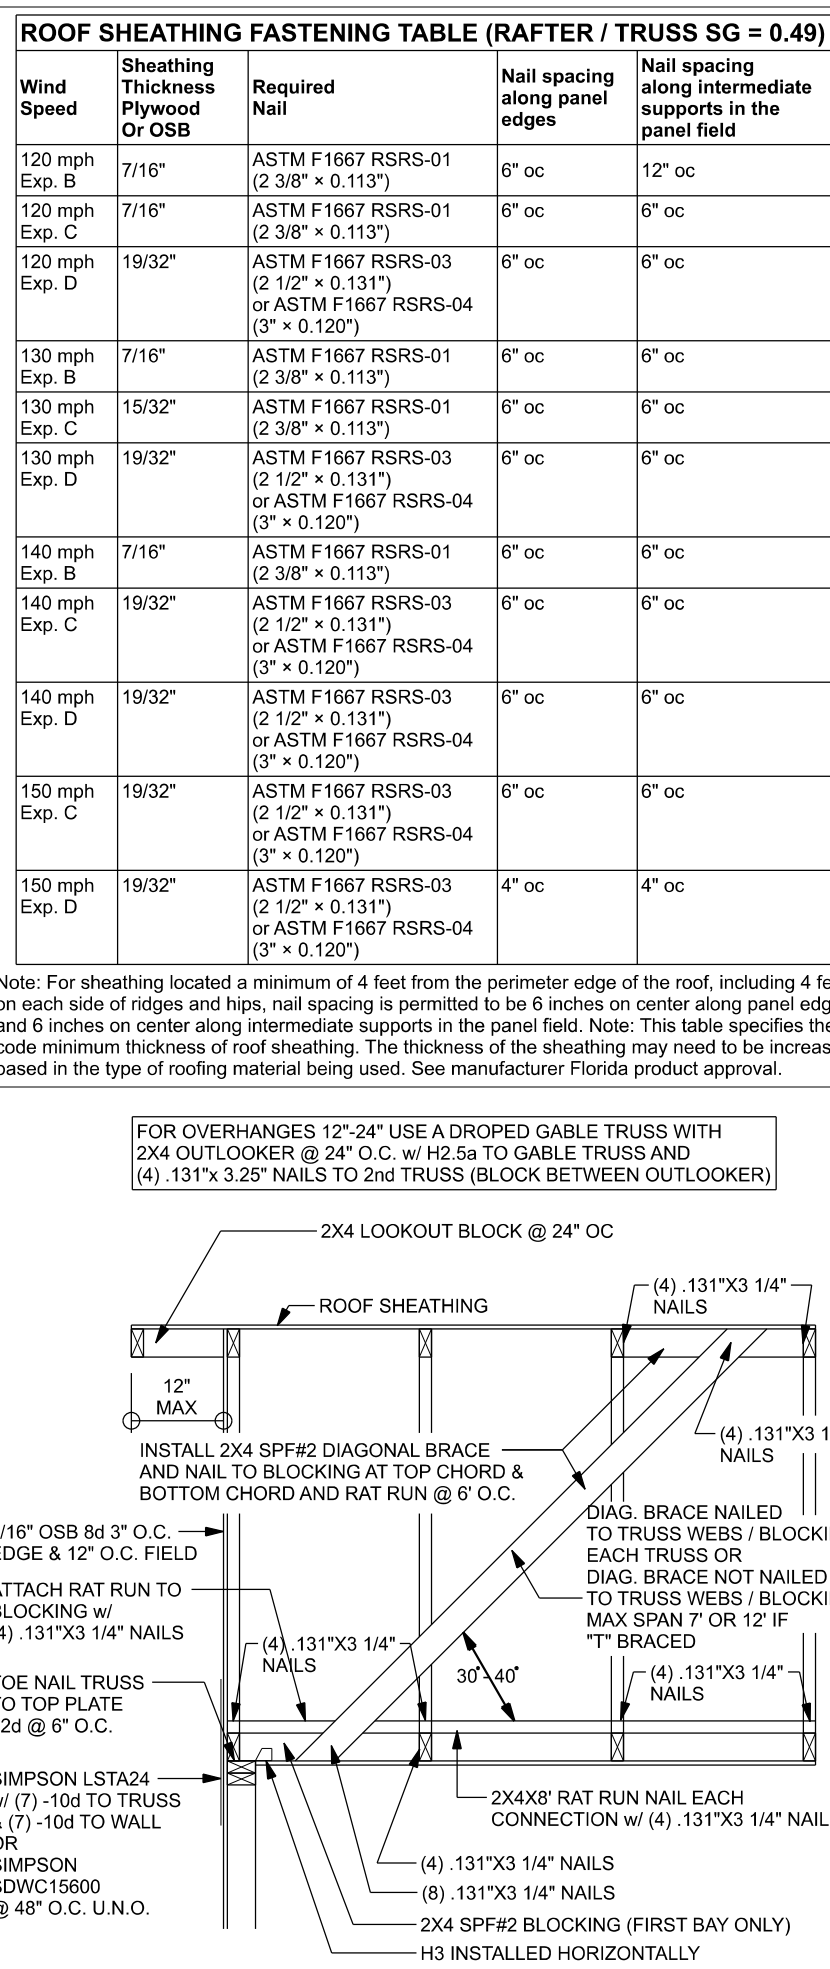 ROOF SHEATHING FASTENING TABLE (RAFTER / TRUSS SG = 0.49)
Wind Speed
Sheathing Thickness Plywood Or OSB
Required Nail
Nail spacing along panel edges
Nail spacing along intermediate supports in the panel field
120 mph Exp. B
7/16"
ASTM F1667 RSRS-01
(2 3/8" × 0.113")
6" oc
12" oc
120 mph Exp. C
7/16"
ASTM F1667 RSRS-01
(2 3/8" × 0.113")
6" oc
6" oc
120 mph Exp. D
19/32"
ASTM F1667 RSRS-03
(2 1/2" × 0.131")
or ASTM F1667 RSRS-04
(3" × 0.120")
6" oc
6" oc
130 mph Exp. B
7/16"
ASTM F1667 RSRS-01
(2 3/8" × 0.113")
6" oc
6" oc
130 mph Exp. C
15/32"
ASTM F1667 RSRS-01
(2 3/8" × 0.113")
6" oc
6" oc
130 mph Exp. D
19/32"
ASTM F1667 RSRS-03
(2 1/2" × 0.131")
or ASTM F1667 RSRS-04
(3" × 0.120")
6" oc
6" oc
140 mph Exp. B
7/16"
ASTM F1667 RSRS-01
(2 3/8" × 0.113")
6" oc
6" oc
140 mph Exp. C
19/32"
ASTM F1667 RSRS-03
(2 1/2" × 0.131")
or ASTM F1667 RSRS-04
(3" × 0.120")
6" oc
6" oc
140 mph Exp. D
19/32"
ASTM F1667 RSRS-03
(2 1/2" × 0.131")
or ASTM F1667 RSRS-04
(3" × 0.120")
6" oc
6" oc
150 mph Exp. C
19/32"
ASTM F1667 RSRS-03
(2 1/2" × 0.131")
or ASTM F1667 RSRS-04
(3" × 0.120")
6" oc
6" oc
150 mph Exp. D
19/32"
ASTM F1667 RSRS-03
(2 1/2" × 0.131")
or ASTM F1667 RSRS-04
(3" × 0.120")
4" oc
4" oc
Note: For sheathing located a minimum of 4 feet from the perimeter edge of the roof, including 4
on each side of ridges and hips, nail spacing is permitted to be 6 inches on center along panel
and 6 inches on center along intermediate supports in the panel field. Note: This table specifies the
code minimum thickness of roof sheathing. The thickness of the sheathing may need to be
based in the type of roofing material being used. See manufacturer Florida product approval.
FOR OVERHANGES 12"-24" USE A DROPED GABLE TRUSS WITH
2X4 OUTLOOKER @ 24" O.C. w/ H2.5a TO GABLE TRUSS AND
(4) .131"x 3.25" NAILS TO 2nd TRUSS (BLOCK BETWEEN OUTLOOKER)
2X4 LOOKOUT BLOCK @ 24" OC
(4) .131"X3 1/4"
NAILS
ROOF SHEATHING
12"
MAX
(4) .131"X3
NAILS
INSTALL 2X4 SPF#2 DIAGONAL BRACE
AND NAIL TO BLOCKING AT TOP CHORD &
BOTTOM CHORD AND RAT RUN @ 6' O.C.
DIAG. BRACE NAILED
TO TRUSS WEBS /
EACH TRUSS OR
DIAG. BRACE NOT NAILED
TO TRUSS WEBS /
MAX SPAN 7' OR 12' IF
"T" BRACED
/16" OSB 8d 3" O.C.
EDGE & 12" O.C. FIELD
ATTACH RAT RUN TO
BLOCKING w/
(4) .131"X3 1/4" NAILS
(4) .131"X3 1/4"
NAILS
30°-40°
(4) .131"X3 1/4"
NAILS
TOE NAIL TRUSS
TO TOP PLATE
2d @ 6" O.C.
SIMPSON LSTA24
w/ (7) -10d TO TRUSS
& (7) -10d TO WALL
OR
SIMPSON
SDWC15600
@ 48" O.C. U.N.O.
2X4X8' RAT RUN NAIL EACH
CONNECTION w/ (4) .131"X3 1/4"
(4) .131"X3 1/4" NAILS
(8) .131"X3 1/4" NAILS
2X4 SPF#2 BLOCKING (FIRST BAY ONLY)
H3 INSTALLED HORIZONTALLY